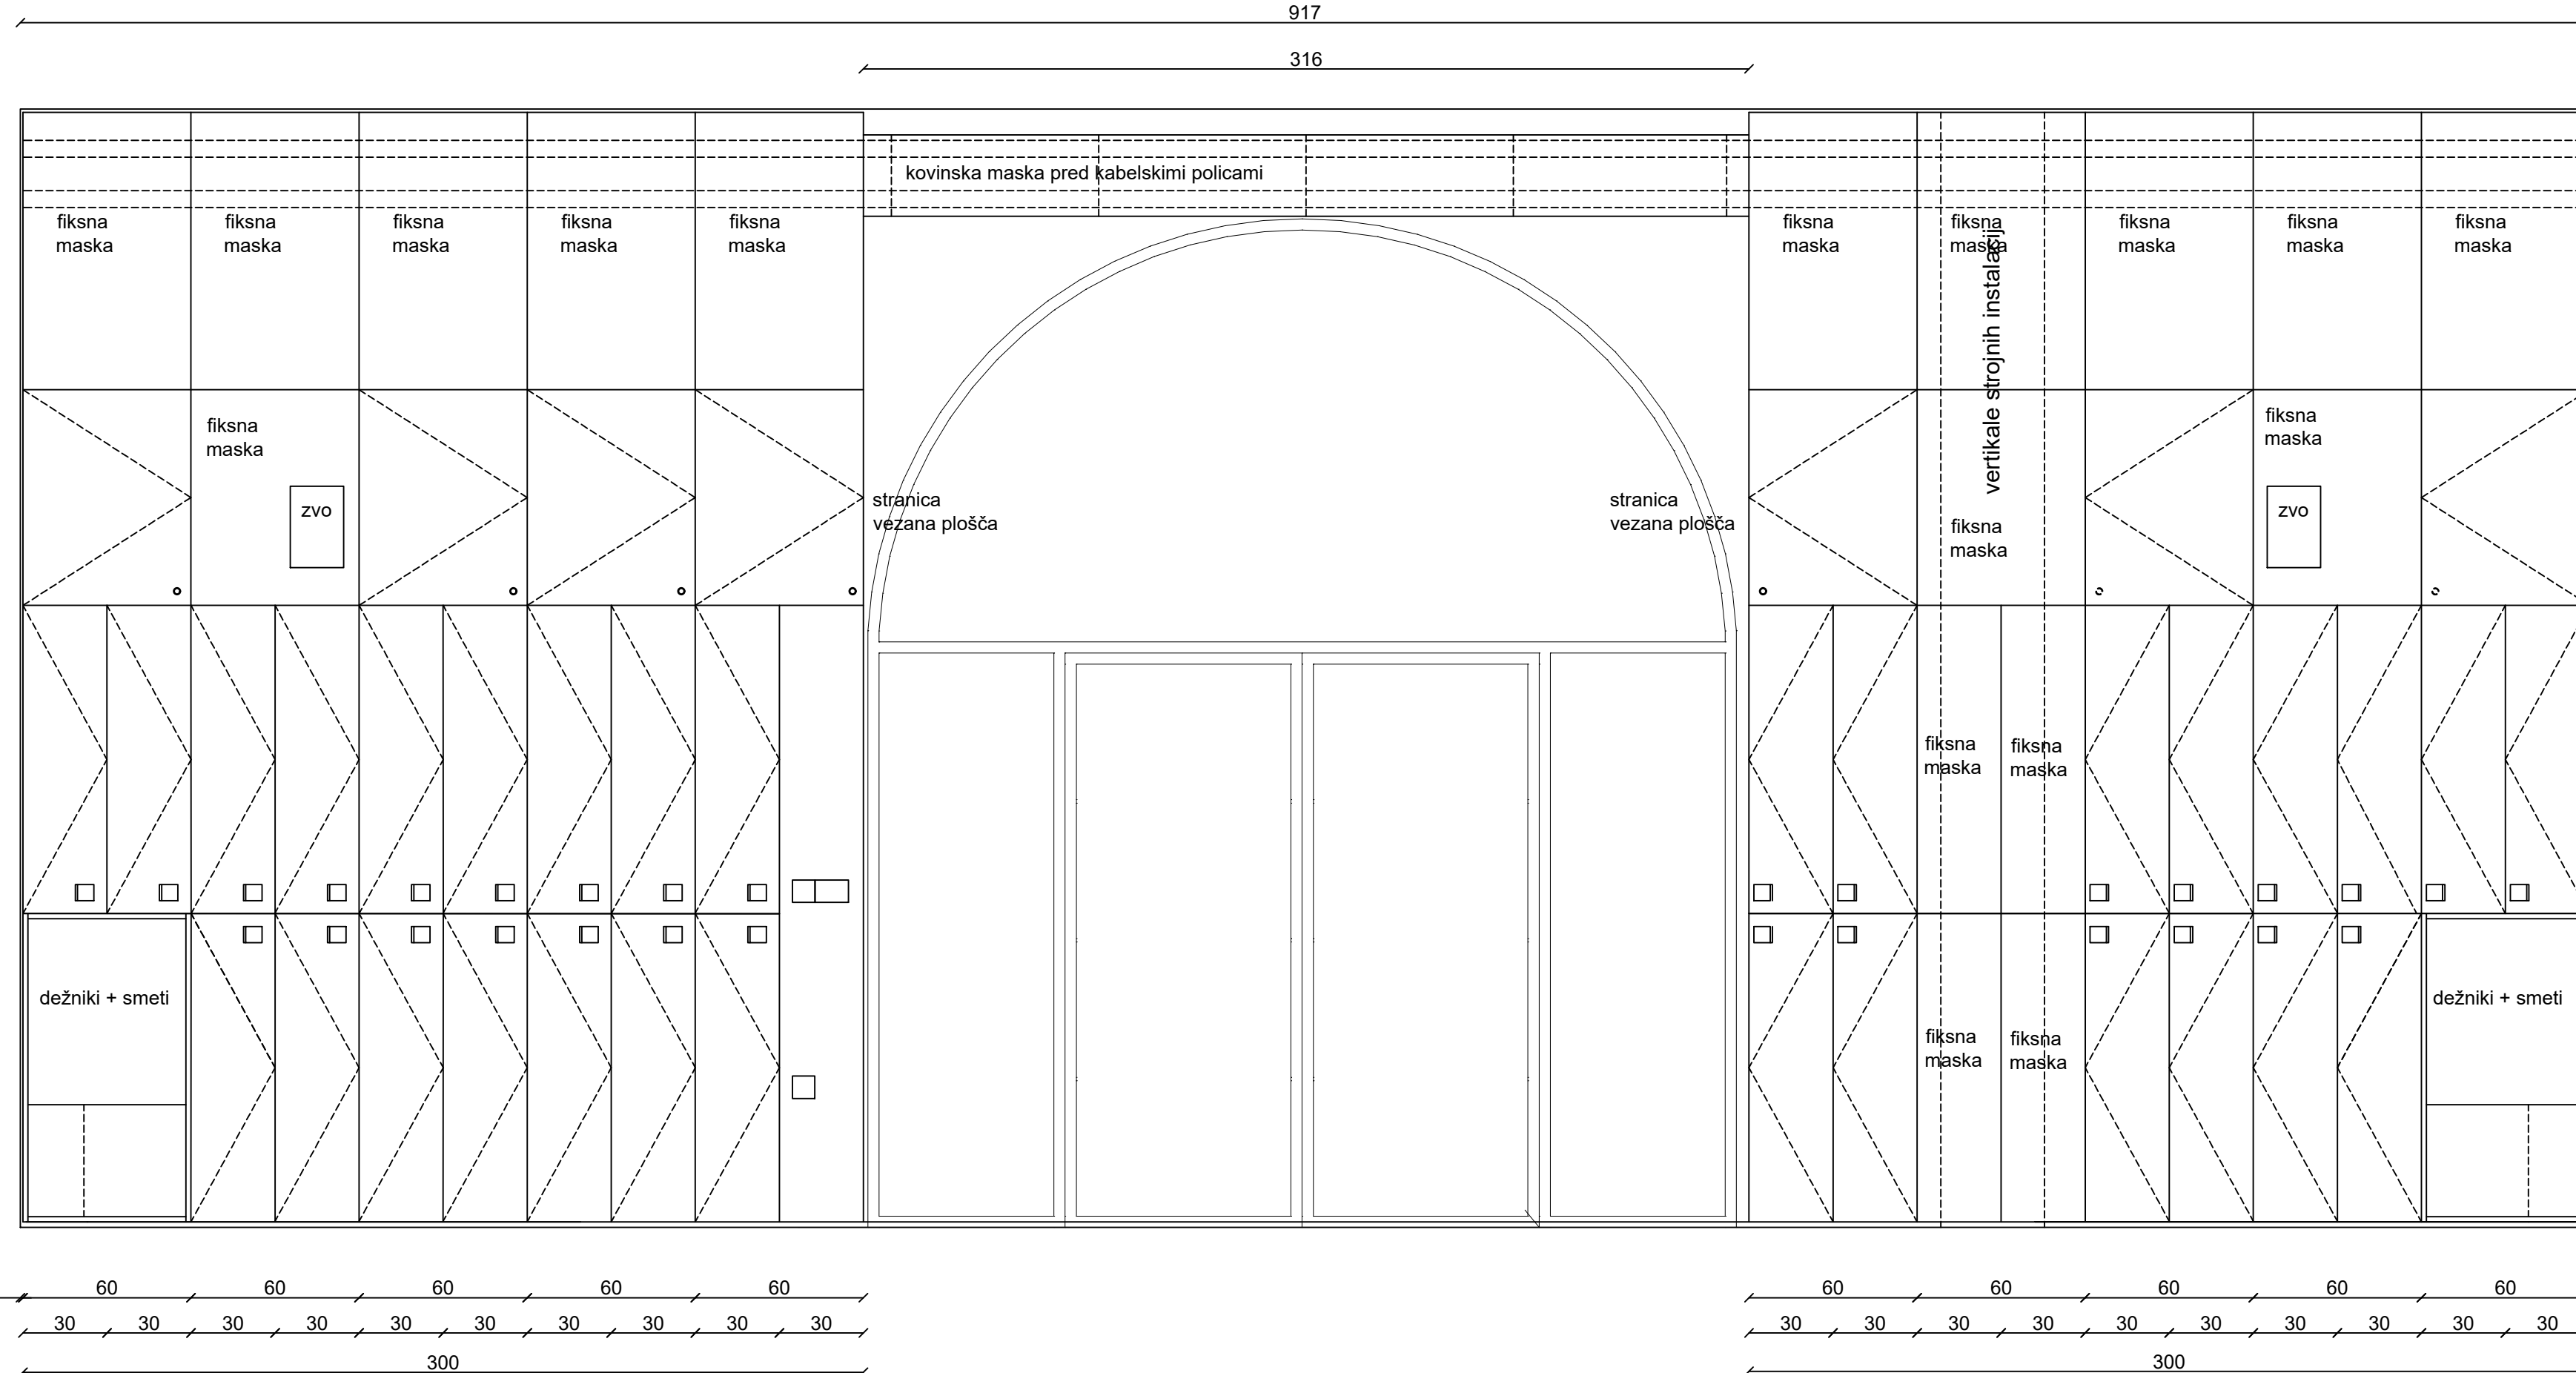 917
316
kovinska maska pred kabelskimi policami
fiksna
maska
fiksna
maska
fiksna
maska
fiksna
maska
fiksna
maska
fiksna
maska
fiksna
maska
fiksna
maska
fiksna
maska
fiksna
maska
vertikale strojnih instalacij
fiksna
maska
zvo
stranica
vezana plošča
stranica
vezana plošča
fiksna
maska
fiksna
maska
zvo
fiksna
maska
fiksna
maska
dežniki + smeti
fiksna
maska
fiksna
maska
dežniki + smeti
60 60 60 60 60 60 60 60 60 60
30 30 30 30 30 30 30 30 30 30 30 30 30 30 30 30 30 30 30 30
300 300